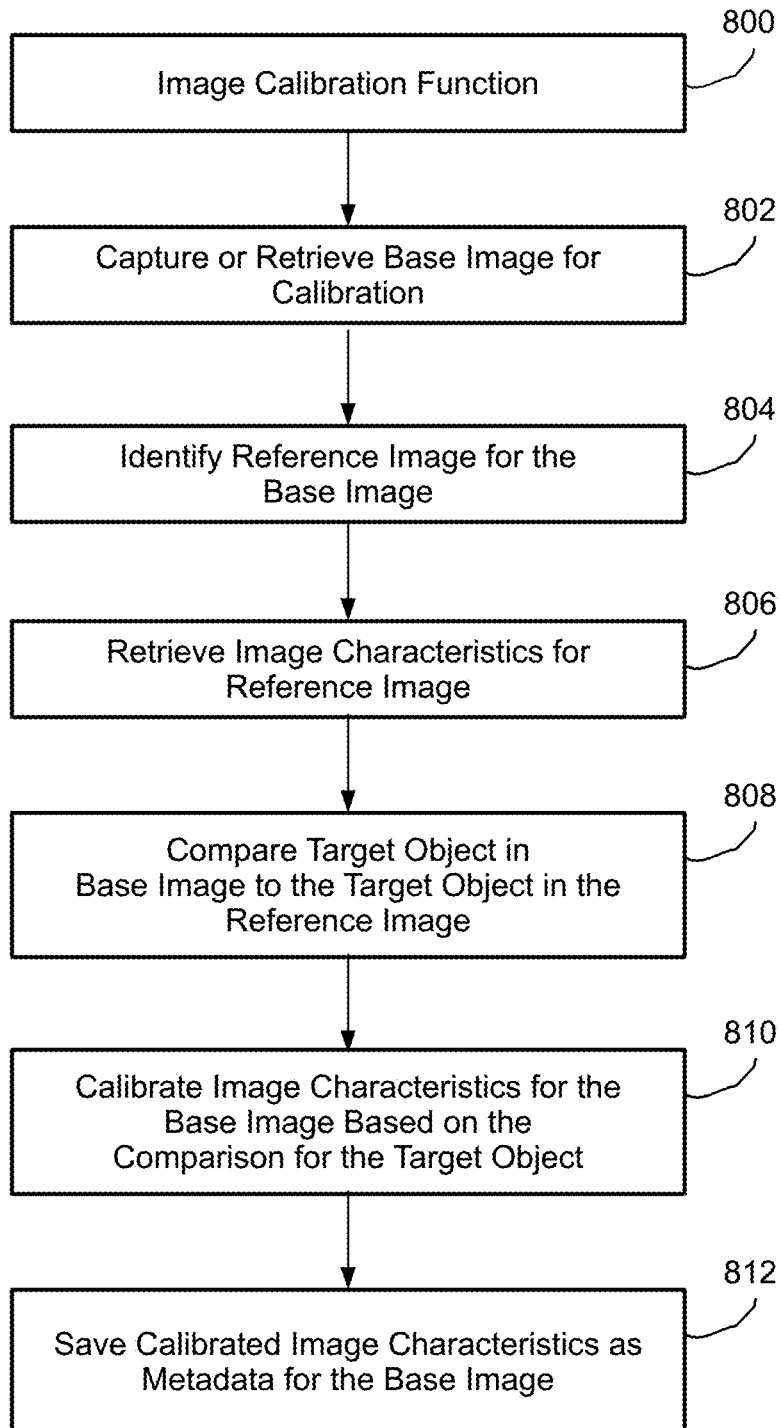 800
Image Calibration Function
802
Capture or Retrieve Base Image for
Calibration
804
Identify Reference Image for the
Base Image
806
Retrieve Image Characteristics for
Reference Image
808
Compare Target Object in
Base Image to the Target Object in the
Reference Image
810
Calibrate Image Characteristics for the
Base Image Based on the
Comparison for the Target Object
812
Save Calibrated Image Characteristics as
Metadata for the Base Image